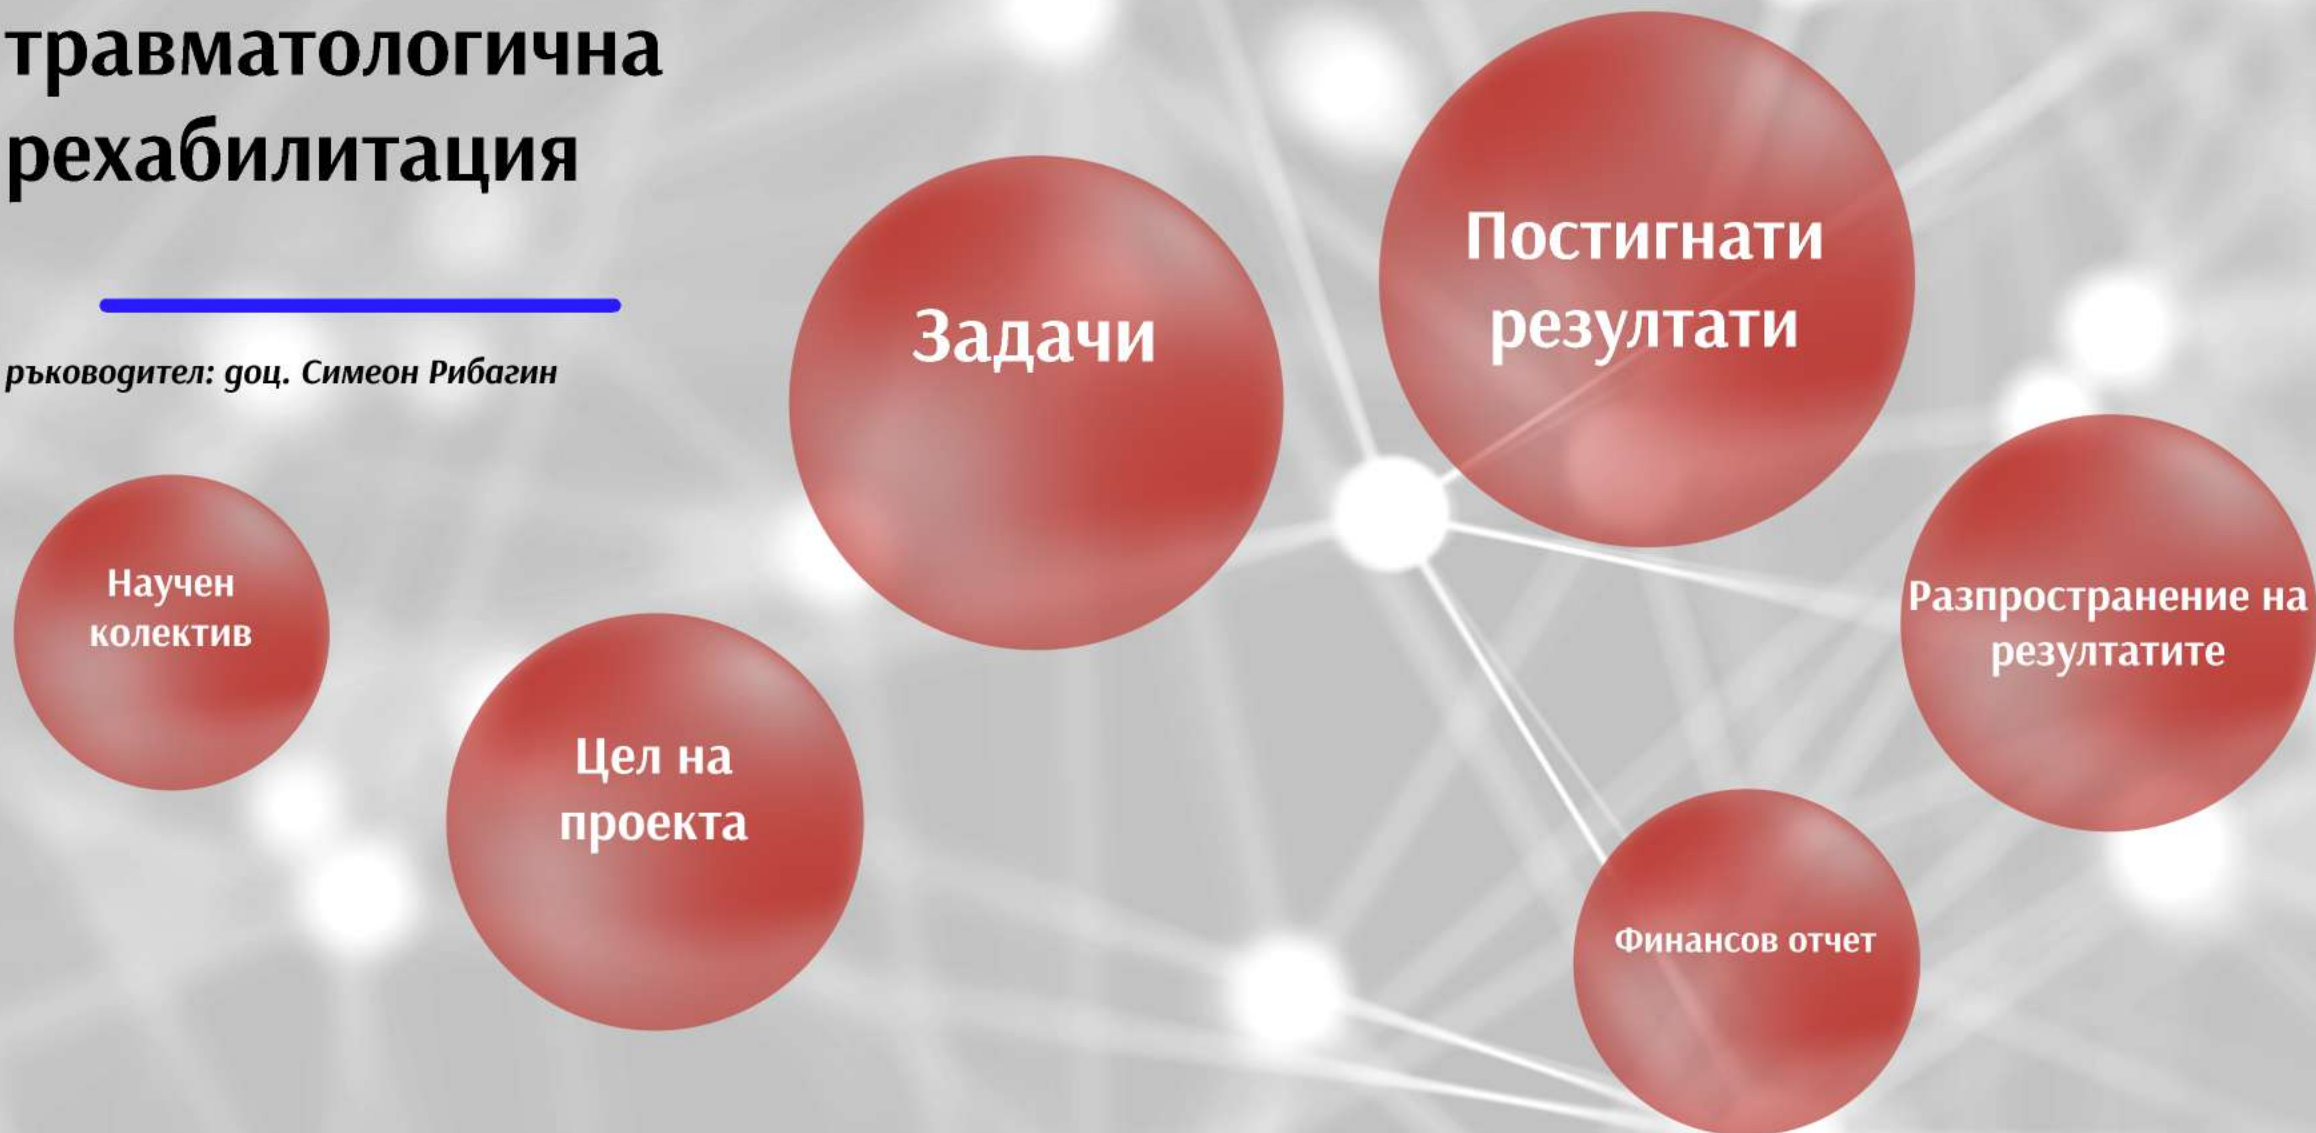 травматологична
рехабилитация
ръководител: доц. Симеон Рибагин
Научен
колектив
Цел на
проекта
Задачи
Постигнати
резултати
Разпространение на
резултатите
Финансов отчет